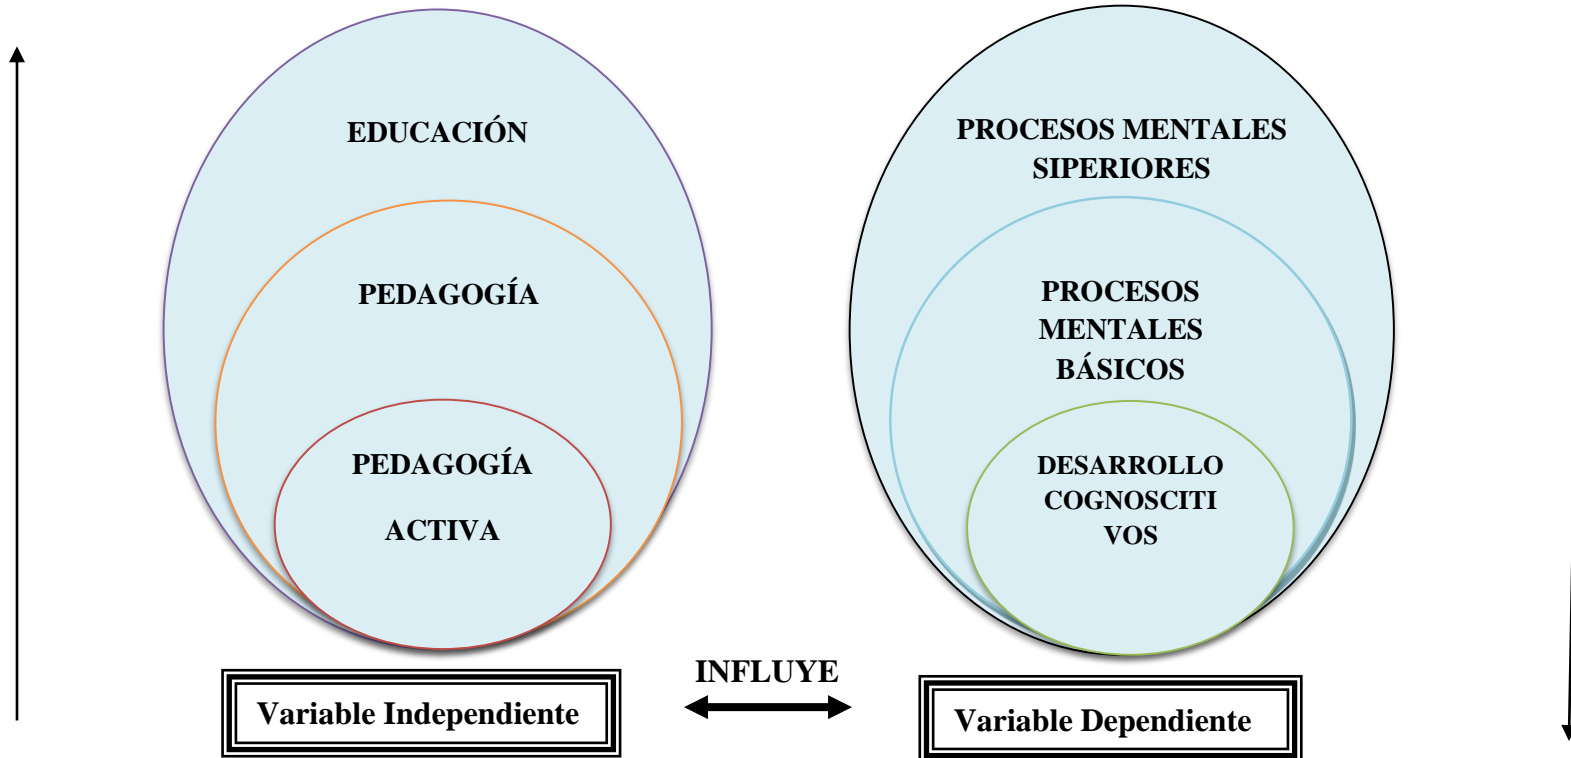 EDUCACIÓN
PEDAGOGÍA
PEDAGOGÍA
ACTIVA
Variable Independiente
INFLUYE
PROCESOS MENTALES
SIPERIORES
PROCESOS
MENTALES
BÁSICOS
DESARROLLO
COGNOSCITI
VOS
Variable Dependiente